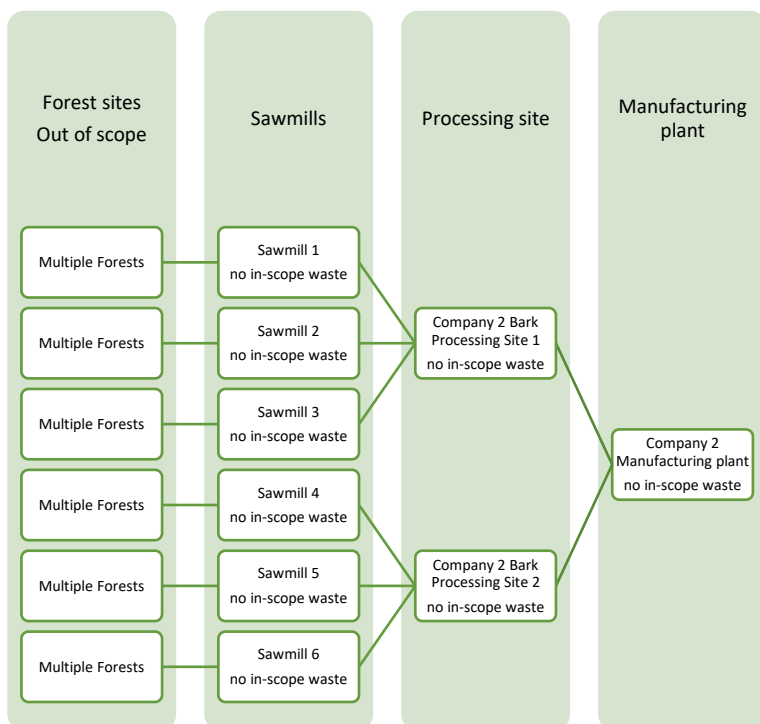 Forest sites
Out of scope
Sawmills
Processing site
Manufacturing
plant
Multiple Forests
Sawmill 1
no in-scope waste
Multiple Forests
Sawmill 2
no in-scope waste
Company 2 Bark
Processing Site 1
no in-scope waste
Multiple Forests
Sawmill 3
no in-scope waste
Company 2
Manufacturing plant
no in-scope waste
Multiple Forests
Sawmill 4
no in-scope waste
Multiple Forests
Sawmill 5
no in-scope waste
Company 2 Bark
Processing Site 2
no in-scope waste
Multiple Forests
Sawmill 6
no in-scope waste